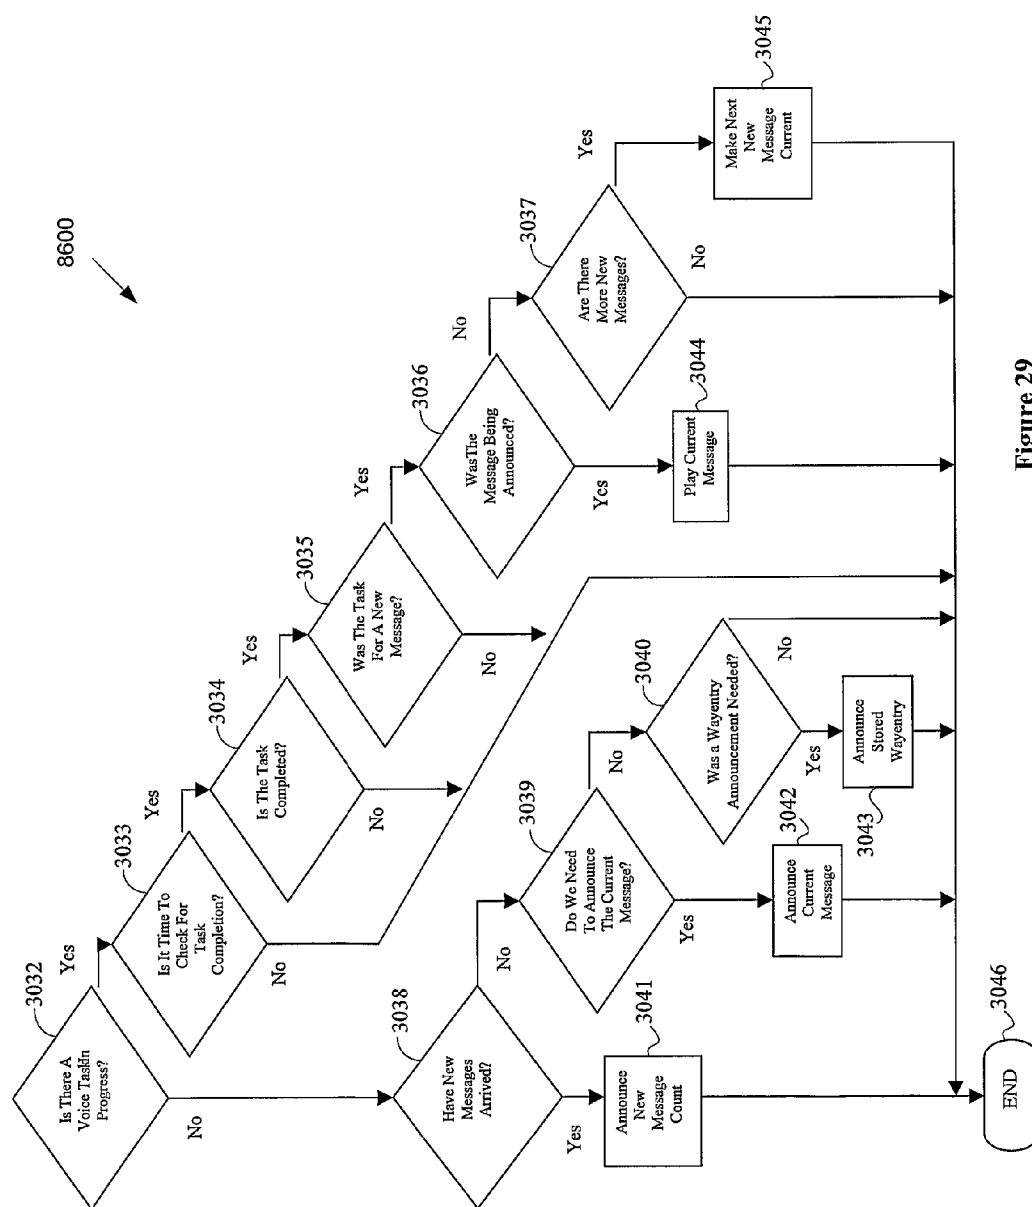 8600
3032
Is There A
Voice TaskIn
Progress?
Yes
No
3033
Is It Time To
Check For
Task
Completion?
Yes
No
3034
Is The Task
Completed?
Yes
No
3035
Was The Task
For A New
Message?
Yes
No
3036
WasThe
Message Being
Announced?
No
Yes
3037
Are There
More New
Messages?
Yes
No
3038
Have New
Messages
Arrived?
No
Yes
3039
Do We Need
To Announce
The Current
Message?
No
Yes
3040
Was a Wayentry
Announcement Needed?
No
Yes
3041
Announce
New
Message
Count
3042
Announce
Current
Message
3043
Announce
Stored
Wayentry
3044
Play Current
Message
3045
Make Next
New
Message
Current
3046
END
Figure 29